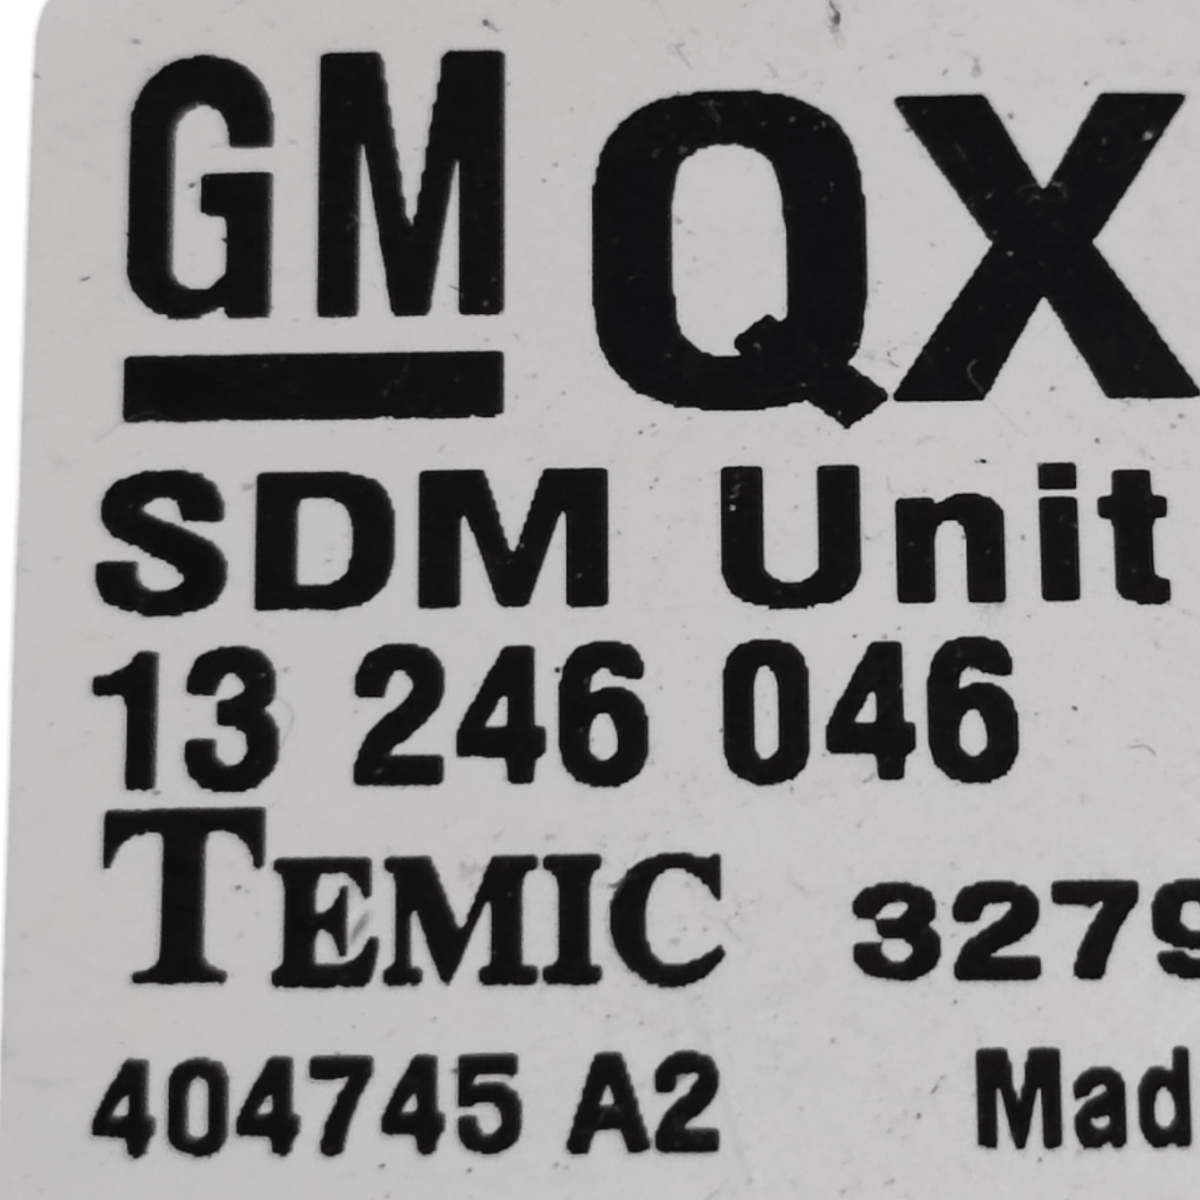 GM QX
SDM Unit
13 246 046
TEMIC 3279
404745 A2 Mad